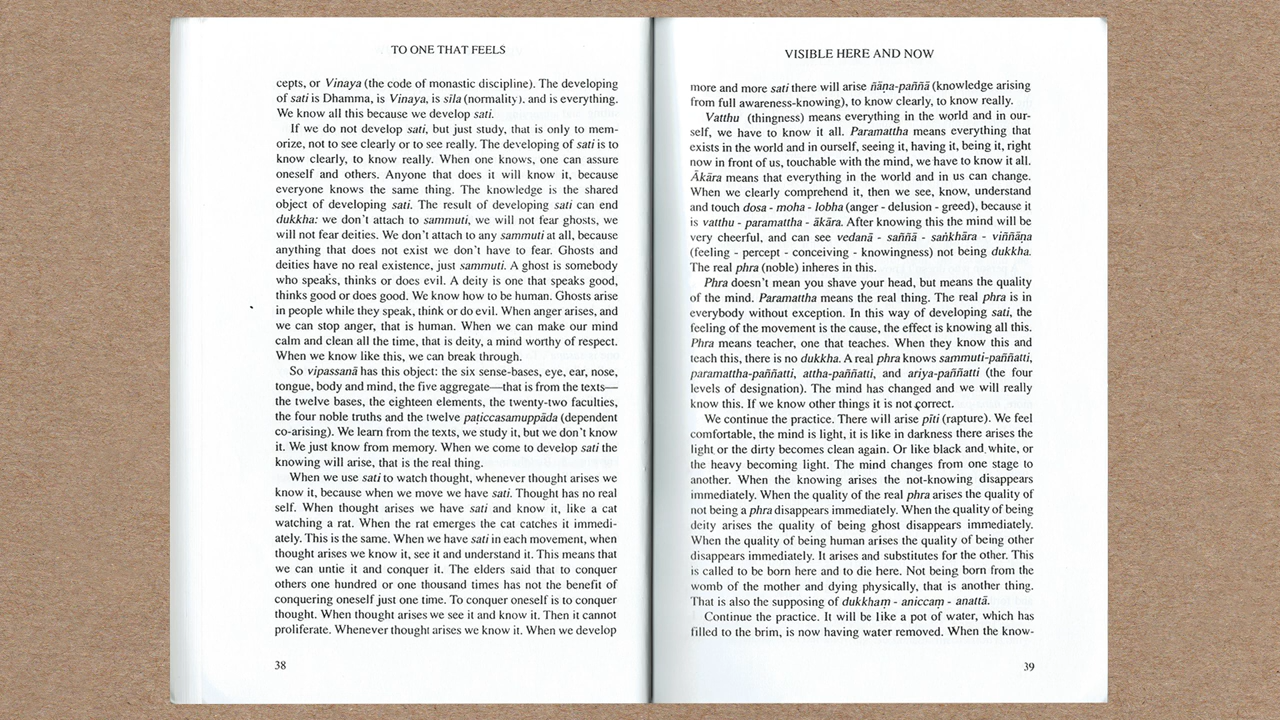 TO ONE THAT FEELS
cepts, or Vinaya (the code of monastic discipline). The developing
of sati is Dhamma, is Vinaya, is sīla (normality). and is everything.
We know all this because we develop sati.
If we do not develop sati, but just study, that is only to mem-
orize, not to see clearly or to see really. The developing of sati is to
know clearly, to know really. When one knows, one can assure
oneself and others. Anyone that does it will know it, because
everyone knows the same thing. The knowledge is the shared
object of developing sati. The result of developing sati can end
dukkha: we don't attach to sammuti, we will not fear ghosts, we
will not fear deities. We don't attach to any sammuti at all, because
anything that does not exist we don't have to fear. Ghosts and
deities have no real existence, just sammuti. A ghost is somebody
who speaks, thinks or does evil. A deity is one that speaks good,
thinks good or does good. We know how to be human. Ghosts arise
in people while they speak, think or do evil. When anger arises, and
we can stop anger, that is human. When we can make our mind
calm and clean all the time, that is deity, a mind worthy of respect.
When we know like this, we can break through.
So vipassanā has this object: the six sense-bases, eye, ear, nose,
tongue, body and mind, the five aggregate—that is from the texts—
the twelve bases, the eighteen elements, the twenty-two faculties,
the four noble truths and the twelve paṭiccasamuppāda (dependent
co-arising). We learn from the texts, we study it, but we don't know
it. We just know from memory. When we come to develop sati the
knowing will arise, that is the real thing.
When we use sati to watch thought, whenever thought arises we
know it, because when we move we have sati. Thought has no real
self. When thought arises we have sati and know it, like a cat
watching a rat. When the rat emerges the cat catches it immedi-
ately. This is the same. When we have sati in each movement, when
thought arises we know it, see it and understand it. This means that
we can untie it and conquer it. The elders said that to conquer
others one hundred or one thousand times has not the benefit of
conquering oneself just one time. To conquer oneself is to conquer
thought. When thought arises we see it and know it. Then it cannot
proliferate. Whenever thought arises we know it. When we develop
38
VISIBLE HERE AND NOW
more and more sati there will arise ñāṇa-paññā (knowledge arising
from full awareness-knowing), to know clearly, to know really.
Vatthu (thingness) means everything in the world and in our-
self, we have to know it all. Paramattha means everything that
exists in the world and in ourself, seeing it, having it, being it, right
now in front of us, touchable with the mind, we have to know it all.
Ākāra means that everything in the world and in us can change.
When we clearly comprehend it, then we see, know, understand
and touch dosa - moha - lobha (anger - delusion - greed), because it
is vatthu - paramattha - ākāra. After knowing this the mind will be
very cheerful, and can see vedanā - saññā - saṅkhāra - viññāṇa
(feeling - percept - conceiving - knowingness) not being dukkha.
The real phra (noble) inheres in this.
Phra doesn't mean you shave your head, but means the quality
of the mind. Paramattha means the real thing. The real phra is in
everybody without exception. In this way of developing sati, the
feeling of the movement is the cause, the effect is knowing all this.
Phra means teacher, one that teaches. When they know this and
teach this, there is no dukkha. A real phra knows sammuti-paññatti,
paramattha-paññatti, attha-paññatti, and ariya-paññatti (the four
levels of designation). The mind has changed and we will really
know this. If we know other things it is not correct.
We continue the practice. There will arise pīti (rapture). We feel
comfortable, the mind is light, it is like in darkness there arises the
light or the dirty becomes clean again. Or like black and white, or
the heavy becoming light. The mind changes from one stage to
another. When the knowing arises the not-knowing disappears
immediately. When the quality of the real phra arises the quality of
not being a phra disappears immediately. When the quality of being
deity arises the quality of being ghost disappears immediately.
When the quality of being human arises the quality of being other
disappears immediately. It arises and substitutes for the other. This
is called to be born here and to die here. Not being born from the
womb of the mother and dying physically, that is another thing.
That is also the supposing of dukkhaṃ - aniccaṃ - anattā.
Continue the practice. It will be like a pot of water, which has
filled to the brim, is now having water removed. When the know-
39